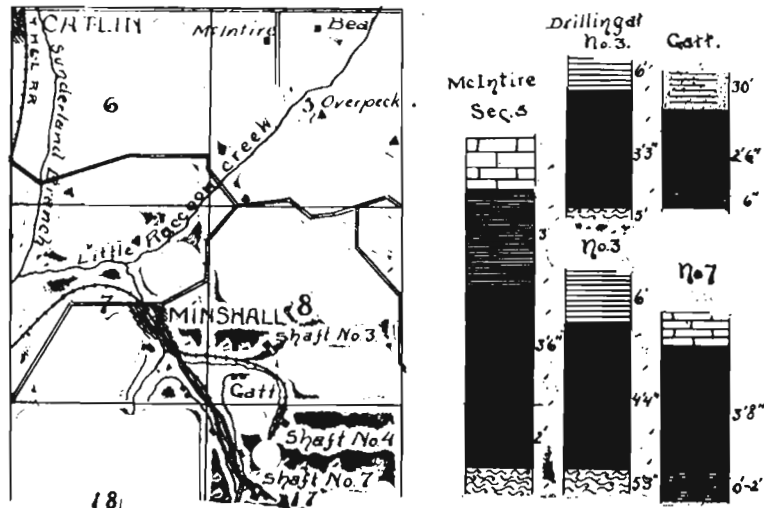 CATLIN
McIntire
Bea
T. H. & L. R.R.
Sunderland Branch
6
5
Overpeck
Little Raccoon creek
7
MINSHALL
8
Shaft No. 3.
Gatt
Shaft No. 4
Shaft No. 7
18
17
McIntire
Sec. 5
3'
3'6"
2'
Drilling at
No. 3.
6'
3'3"
5'
No. 3
6'
4'4"
Gatt.
30'
2'6"
6"
No 7
3'8"
0'-2'